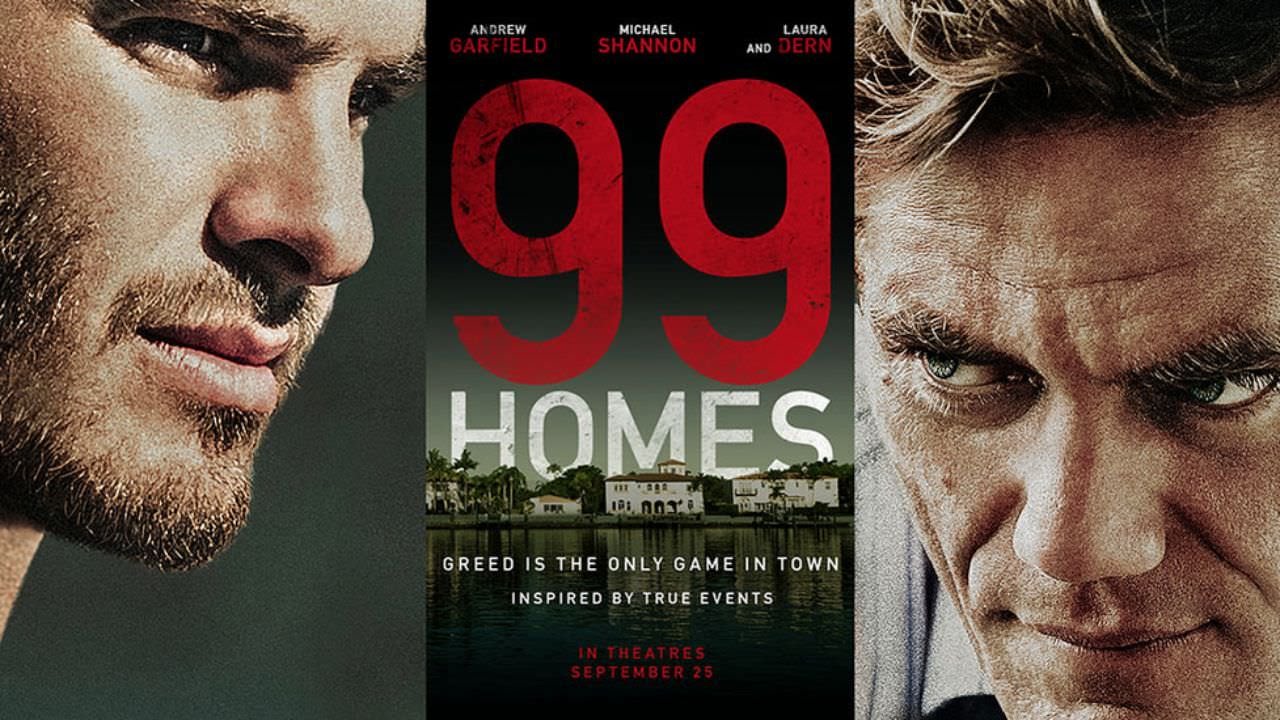 ANDREW
GARFIELD
MICHAEL
SHANNON
LAURA
AND DERN
99
HOMES
GREED IS THE ONLY GAME IN TOWN
INSPIRED BY TRUE EVENTS
IN THEATRES
SEPTEMBER 25